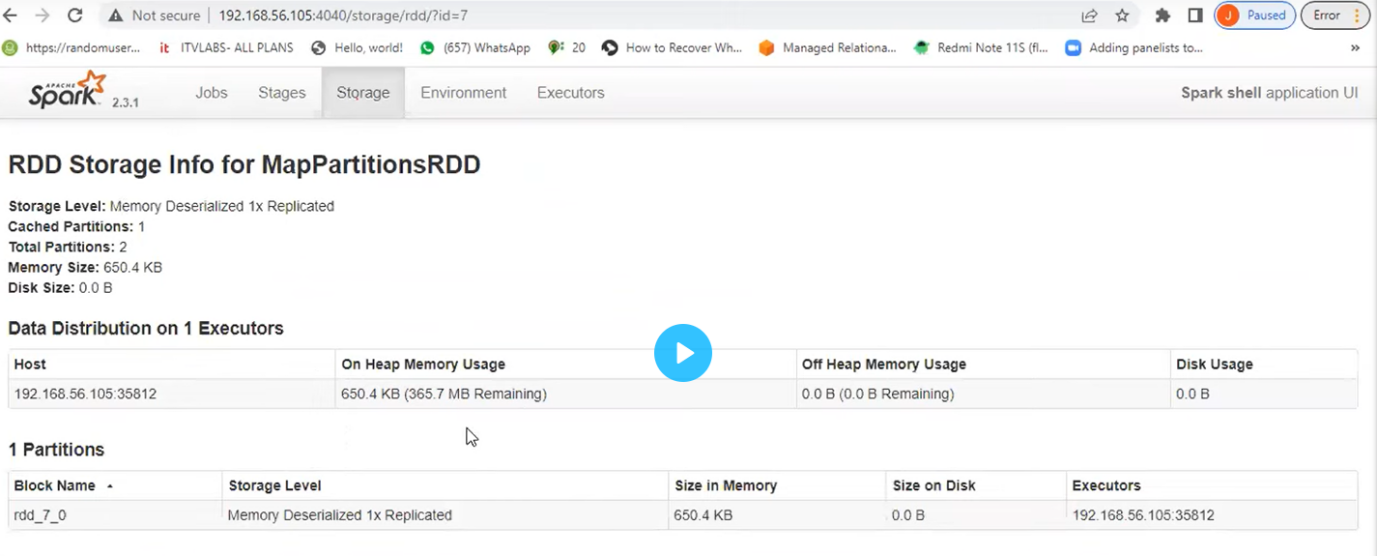 Not secure | 192.168.56.105:4040/storage/rdd/?id=7 J Paused Error
https://randomuser... it ITVLABS- ALL PLANS Hello, world! (657) WhatsApp 20 How to Recover Wh... Managed Relationa... Redmi Note 11S (fl... Adding panelists to... »
APACHE Spark 2.3.1 Jobs Stages Storage Environment Executors Spark shell application UI
RDD Storage Info for MapPartitionsRDD
Storage Level: Memory Deserialized 1x Replicated
Cached Partitions: 1
Total Partitions: 2
Memory Size: 650.4 KB
Disk Size: 0.0 B
Data Distribution on 1 Executors
Host On Heap Memory Usage Off Heap Memory Usage Disk Usage
192.168.56.105:35812 650.4 KB (365.7 MB Remaining) 0.0 B (0.0 B Remaining) 0.0 B
1 Partitions
Block Name Storage Level Size in Memory Size on Disk Executors
rdd_7_0 Memory Deserialized 1x Replicated 650.4 KB 0.0 B 192.168.56.105:35812